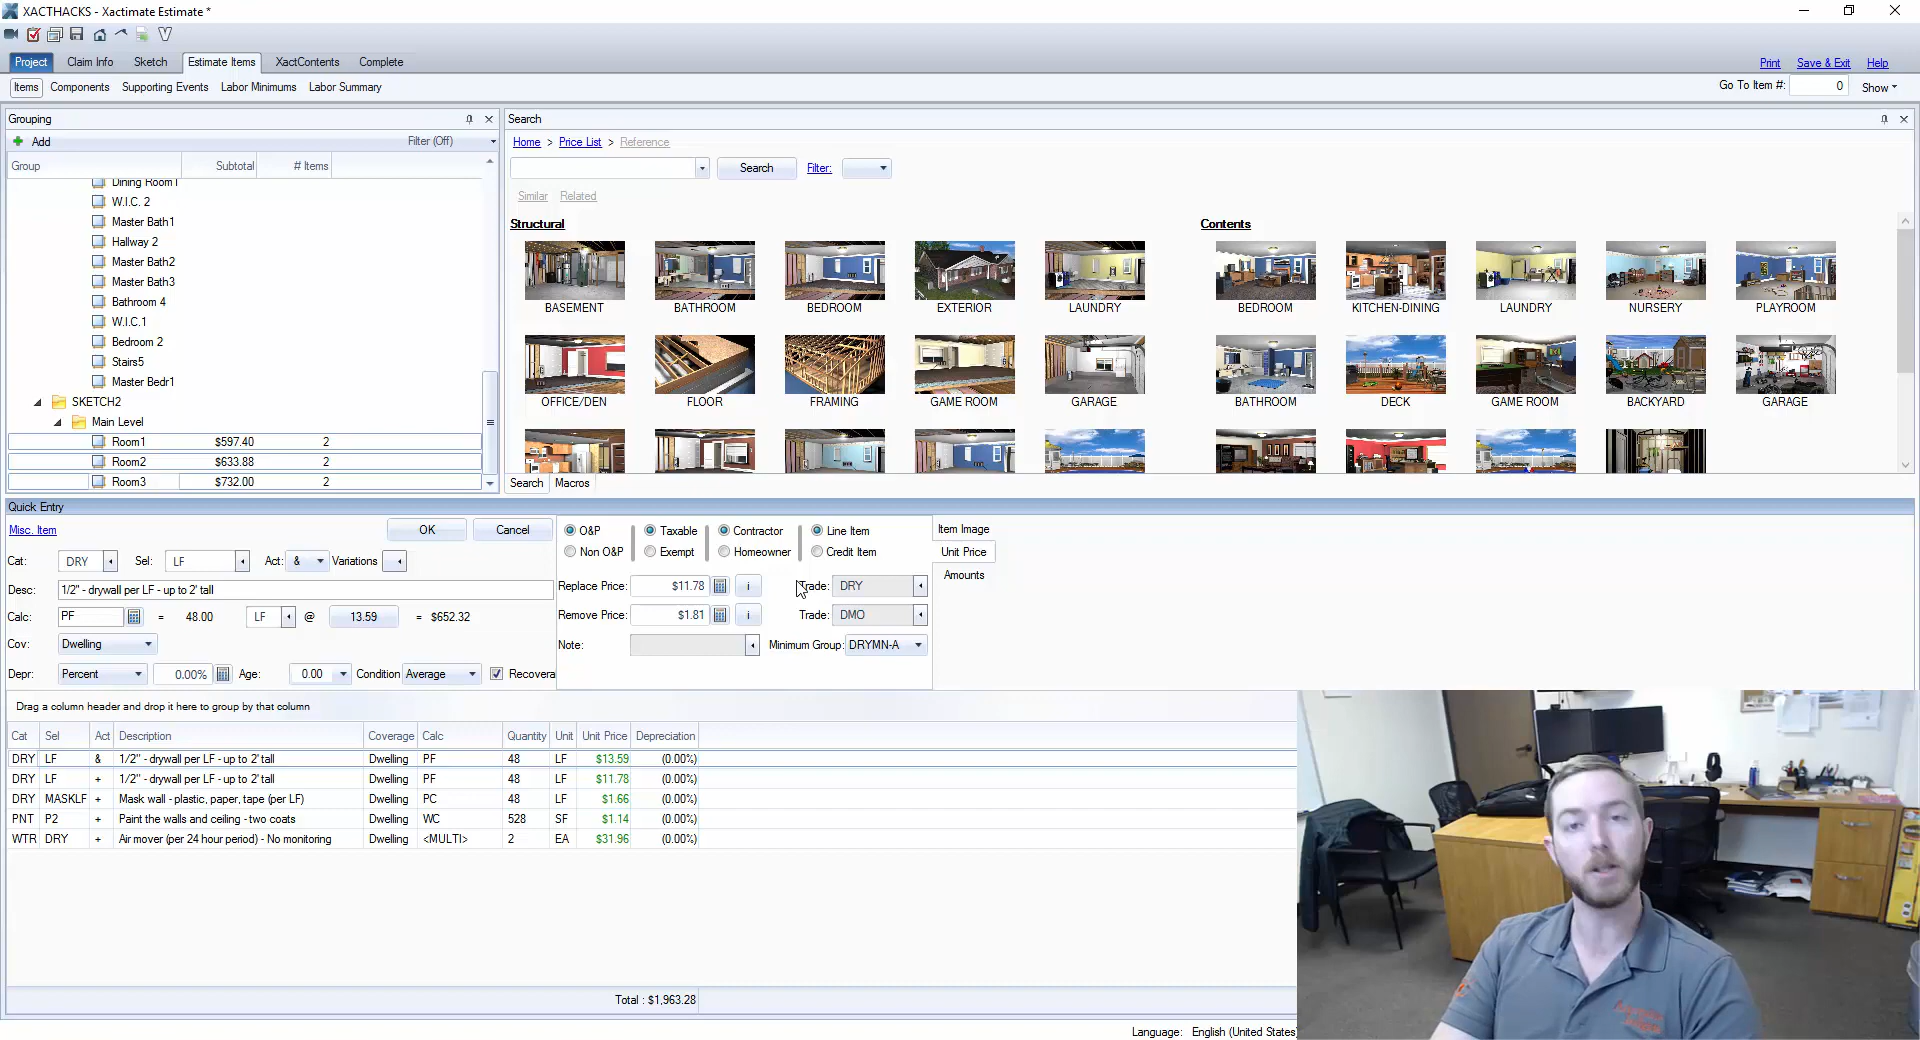 XACTHACKS - Xactimate Estimate *
Project Claim Info Sketch Estimate Items XactContents Complete
Print Save & Exit Help
Items Components Supporting Events Labor Minimums Labor Summary
Go To Item #: 0 Show
Grouping
Add Filter (Off)
Group Subtotal # Items
Dining Room1
W.I.C. 2
Master Bath1
Hallway 2
Master Bath2
Master Bath3
Bathroom 4
W.I.C.1
Bedroom 2
Stairs5
Master Bedr1
SKETCH2
Main Level
Room1 $597.40 2
Room2 $633.88 2
Room3 $732.00 2
Search
Home > Price List > Reference
Search Filter:
Similar Related
Structural
BASEMENT BATHROOM BEDROOM EXTERIOR LAUNDRY
OFFICE/DEN FLOOR FRAMING GAME ROOM GARAGE
Contents
BEDROOM KITCHEN-DINING LAUNDRY NURSERY PLAYROOM
BATHROOM DECK GAME ROOM BACKYARD GARAGE
Search Macros
Quick Entry
Misc. Item OK Cancel
Cat: DRY Sel: LF Act: & Variations
Desc: 1/2" - drywall per LF - up to 2' tall
Calc: PF = 48.00 LF @ 13.59 = $652.32
Cov: Dwelling
Depr: Percent 0.00% Age: 0.00 Condition Average Recovera
O&P Taxable Contractor Line Item
Non O&P Exempt Homeowner Credit Item
Replace Price: $11.78 i Trade: DRY
Remove Price: $1.81 i Trade: DMO
Note: Minimum Group: DRYMN-A
Item Image
Unit Price
Amounts
Drag a column header and drop it here to group by that column
Cat Sel Act Description Coverage Calc Quantity Unit Unit Price Depreciation
DRY LF & 1/2" - drywall per LF - up to 2' tall Dwelling PF 48 LF $13.59 (0.00%)
DRY LF + 1/2" - drywall per LF - up to 2' tall Dwelling PF 48 LF $11.78 (0.00%)
DRY MASKLF + Mask wall - plastic, paper, tape (per LF) Dwelling PC 48 LF $1.66 (0.00%)
PNT P2 + Paint the walls and ceiling - two coats Dwelling WC 528 SF $1.14 (0.00%)
WTR DRY + Air mover (per 24 hour period) - No monitoring Dwelling <MULTI> 2 EA $31.96 (0.00%)
Total : $1,963.28
Language: English (United States)